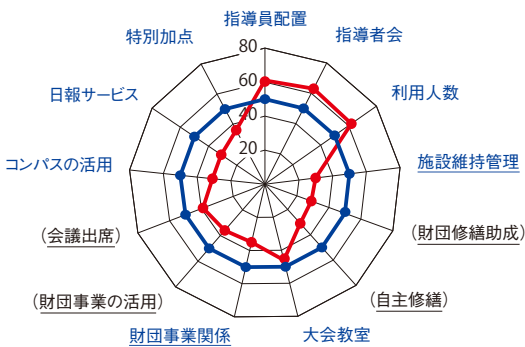 指導員配置
指導者会
利用人数
施設維持管理
(財団修繕助成)
(自主修繕)
大会教室
財団事業関係
(財団事業の活用)
(会議出席)
コンパスの活用
日報サービス
特別加点
80
60
40
20